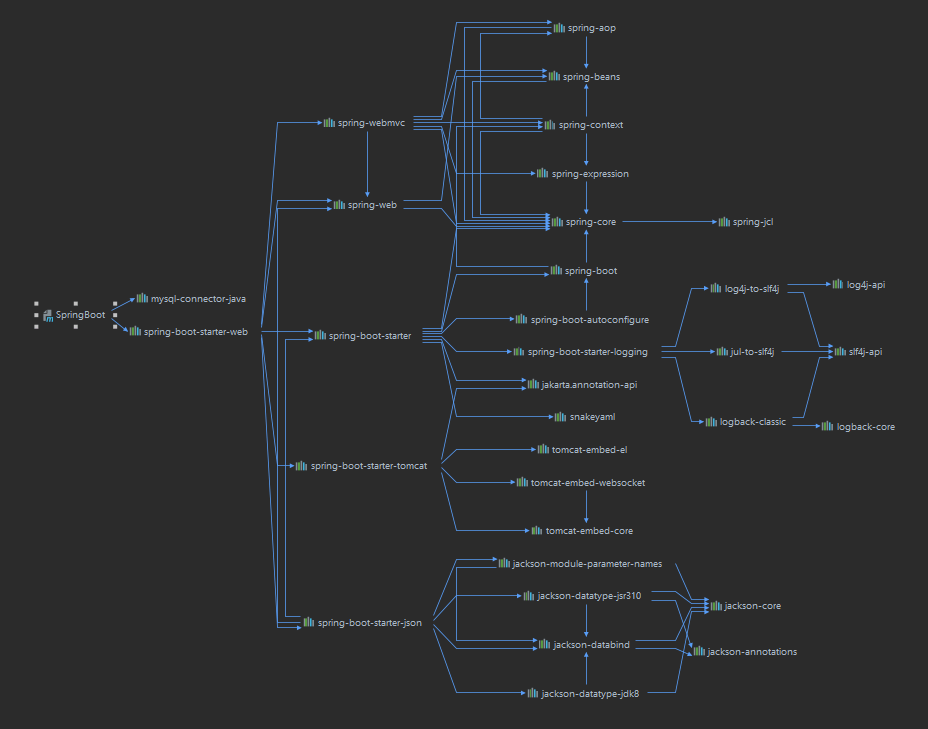 spring-aop
spring-beans
spring-webmvc
spring-context
spring-expression
spring-web
spring-core
spring-jcl
spring-boot
log4j-to-slf4j
log4j-api
mysql-connector-java
SpringBoot
spring-boot-autoconfigure
spring-boot-starter-web
spring-boot-starter
spring-boot-starter-logging
jul-to-slf4j
slf4j-api
jakarta.annotation-api
snakeyaml
logback-classic
logback-core
tomcat-embed-el
spring-boot-starter-tomcat
tomcat-embed-websocket
tomcat-embed-core
jackson-module-parameter-names
jackson-datatype-jsr310
jackson-core
spring-boot-starter-json
jackson-databind
jackson-annotations
jackson-datatype-jdk8